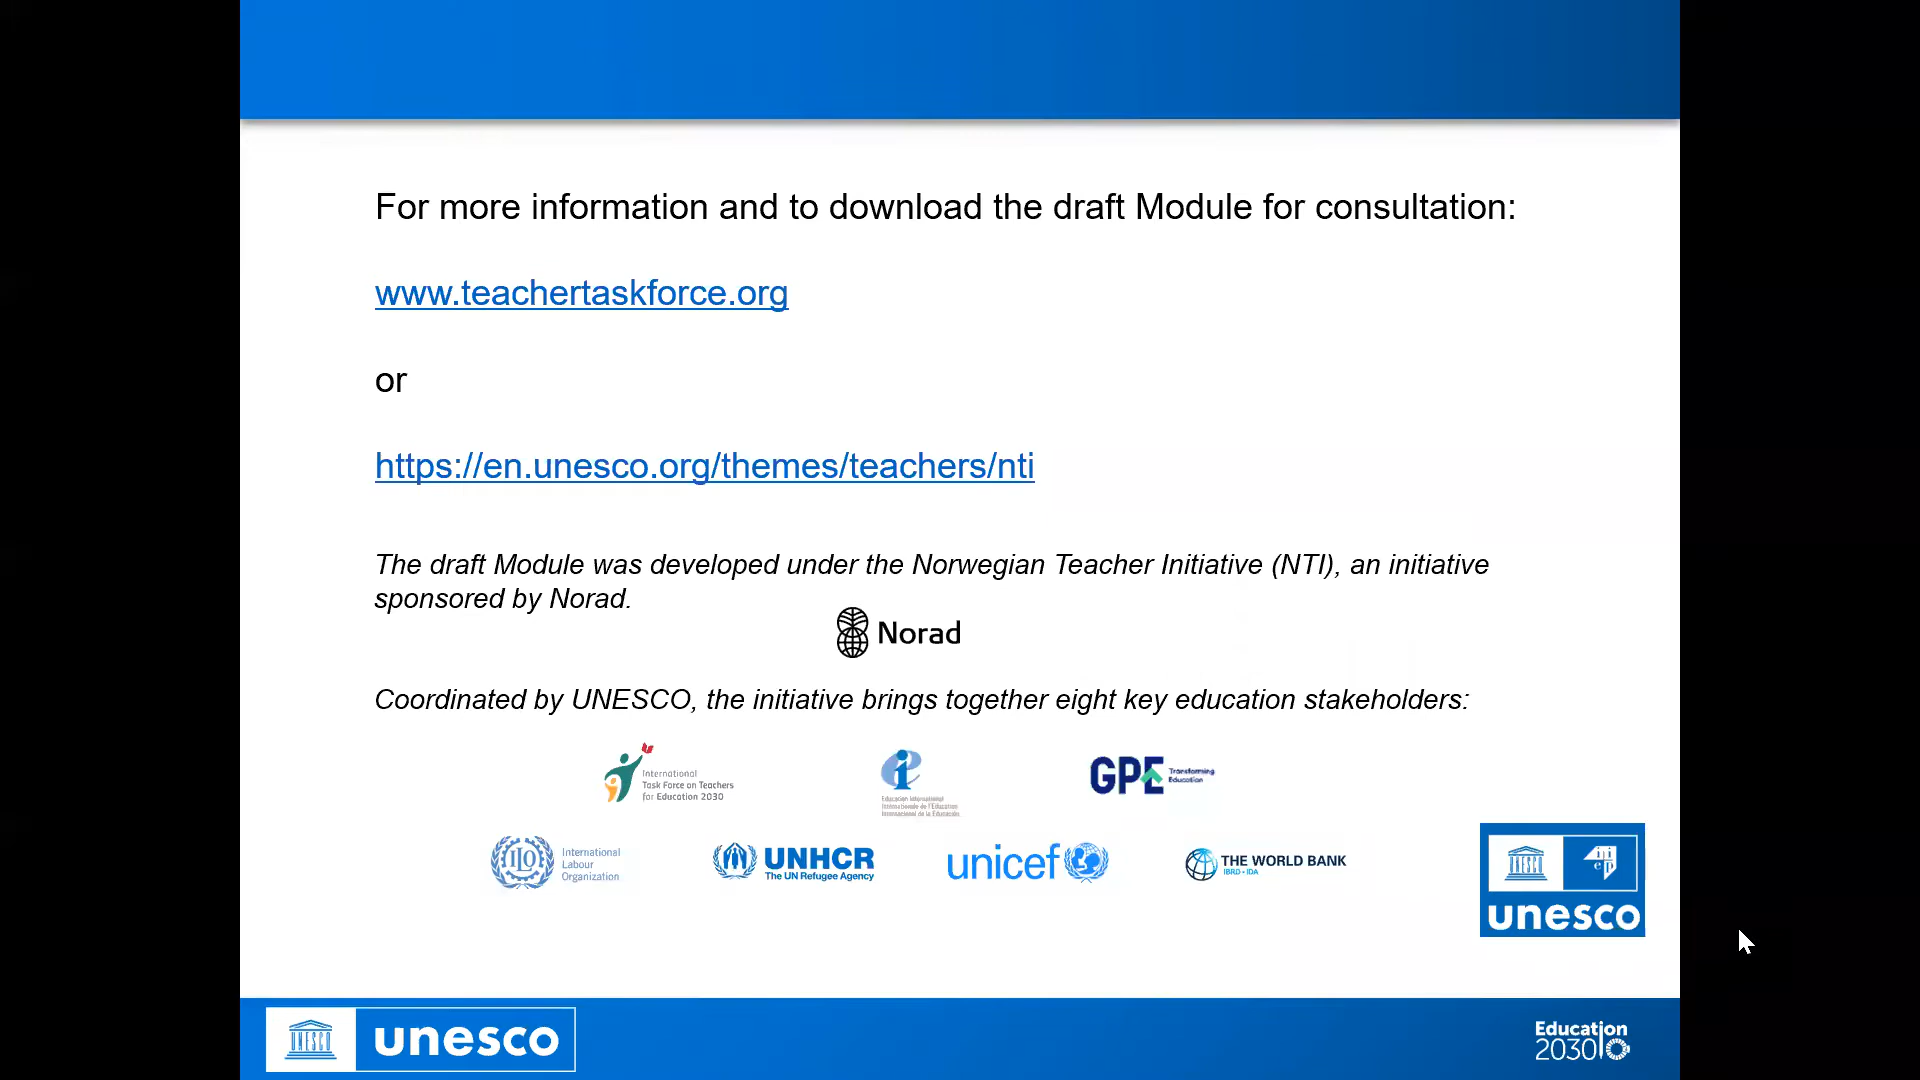 For more information and to download the draft Module for consultation:
www.teachertaskforce.org
or
https://en.unesco.org/themes/teachers/nti
The draft Module was developed under the Norwegian Teacher Initiative (NTI), an initiative
sponsored by Norad.
Norad
Coordinated by UNESCO, the initiative brings together eight key education stakeholders:
International
Task Force on Teachers
for Education 2030
Education International
Internationale de l'Education
Internacional de la Educación
GPE Transforming
Education
ILO
International
Labour
Organization
UNHCR
The UN Refugee Agency
unicef
THE WORLD BANK
IBRD • IDA
UNESCO
iiep
unesco
UNESCO
unesco
Education
2030